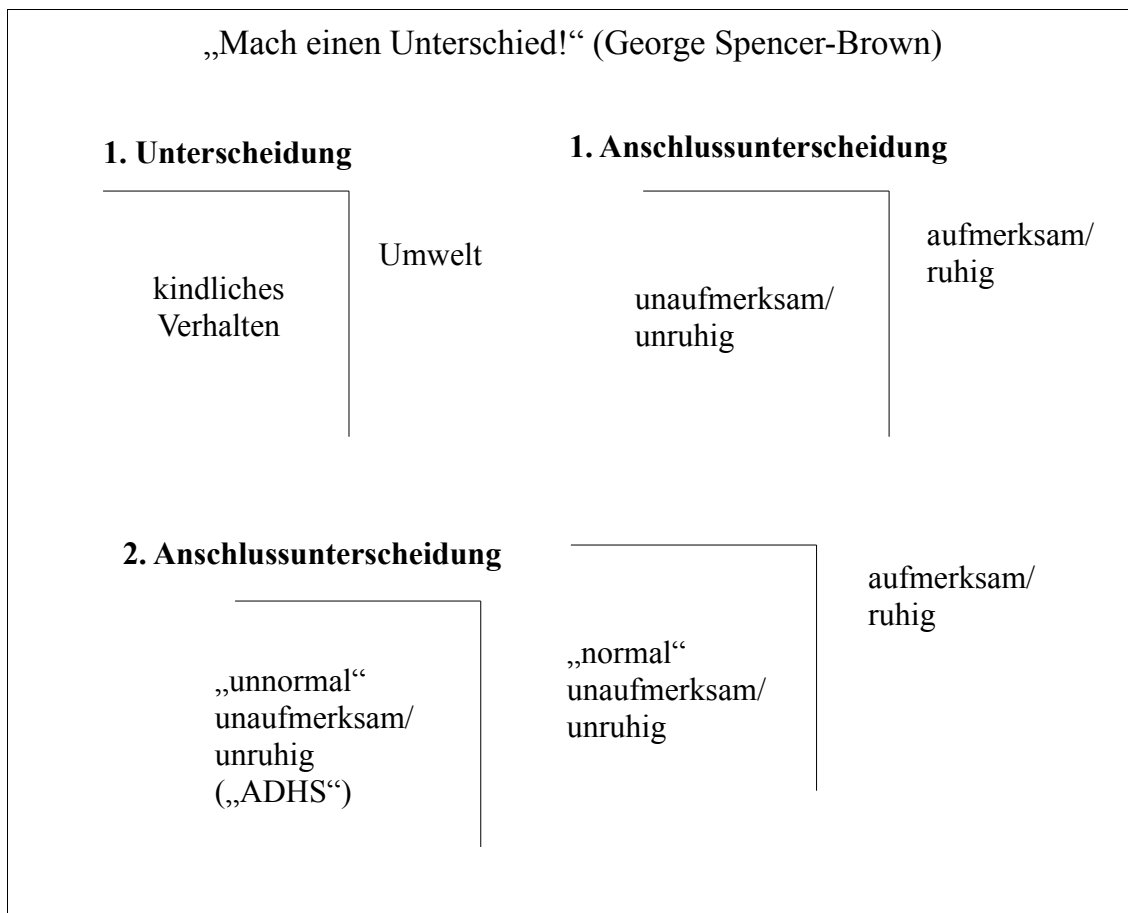 „Mach einen Unterschied!“ (George Spencer-Brown)
1. Unterscheidung
kindliches
Verhalten
Umwelt
1. Anschlussunterscheidung
unaufmerksam/
unruhig
aufmerksam/
ruhig
2. Anschlussunterscheidung
„unnormal“
unaufmerksam/
unruhig
(„ADHS“)
„normal“
unaufmerksam/
unruhig
aufmerksam/
ruhig